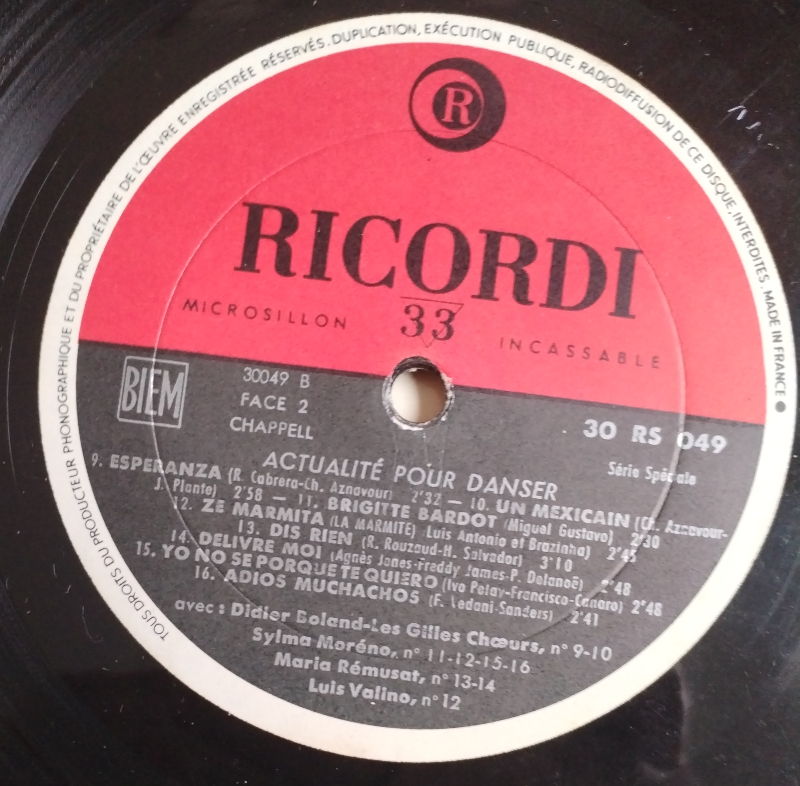 TOUS DROITS DU PRODUCTEUR PHONOGRAPHIQUE ET DU PROPRIÉTAIRE DE L'ŒUVRE ENREGISTRÉE RÉSERVÉS. DUPLICATION, EXÉCUTION PUBLIQUE, RADIODIFFUSION DE CE DISQUE INTERDITES. MADE IN FRANCE ●
R
RICORDI
MICROSILLON 33 INCASSABLE
BIEM
30049 B
FACE 2
CHAPPELL
30 RS 049
Série Spéciale
ACTUALITÉ POUR DANSER
9. ESPERANZA (R. Cabrera-Ch. Aznavour) 2'32 — 10. UN MEXICAIN (Ch. Aznavour-
J. Plante) 2'58 — 11. BRIGITTE BARDOT (Miguel Gustavo) 2'30
12. ZÉ MARMITA (LA MARMITE) Luis Antonio et Brazinha) 2'45
13. DIS RIEN (R. Rouzaud-H. Salvador) 3'10
14. DELIVRE MOI (Agnès Jones-Freddy James-P. Delanoë) 2'48
15. YO NO SE PORQUE TE QUIERO (Ivo Pelay-Francisco-Canaro) 2'48
16. ADIOS MUCHACHOS (F. Ledani-Sanders) 2'41
avec : Didier Boland-Les Gilles Chœurs, n° 9-10
Sylma Moréno, n° 11-12-15-16
Maria Rémusat, n° 13-14
Luis Valino, n° 12